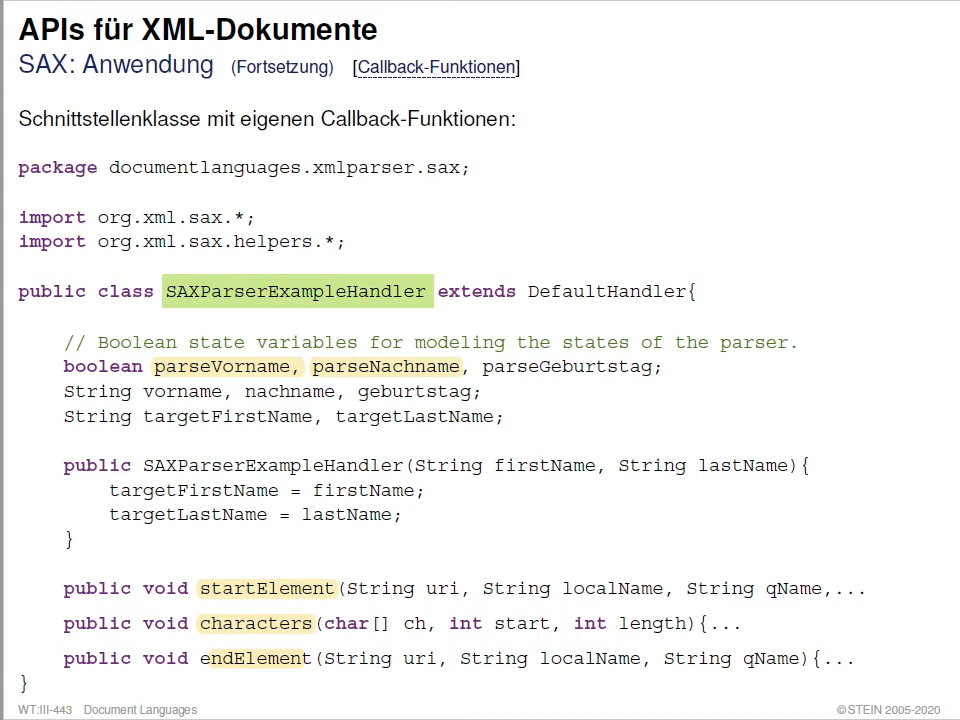 APIs für XML-Dokumente
SAX: Anwendung (Fortsetzung) [Callback-Funktionen]
Schnittstellenklasse mit eigenen Callback-Funktionen:
package documentlanguages.xmlparser.sax;
import org.xml.sax.*;
import org.xml.sax.helpers.*;
public class SAXParserExampleHandler extends DefaultHandler{
// Boolean state variables for modeling the states of the parser.
boolean parseVorname, parseNachname, parseGeburtstag;
String vorname, nachname, geburtstag;
String targetFirstName, targetLastName;
public SAXParserExampleHandler(String firstName, String lastName){
targetFirstName = firstName;
targetLastName = lastName;
}
public void startElement(String uri, String localName, String qName,...
public void characters(char[] ch, int start, int length){...
public void endElement(String uri, String localName, String qName){...
}
WT:III-443 Document Languages ©STEIN 2005-2020